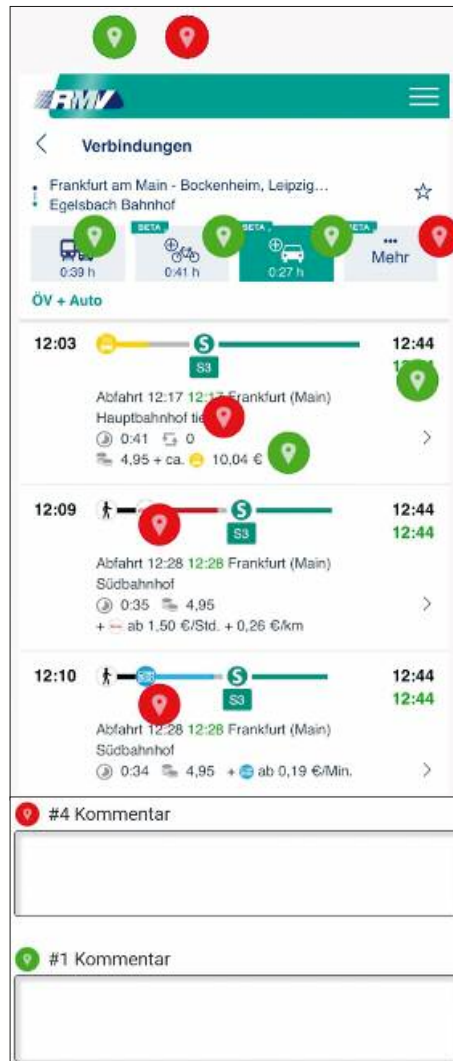 RMV
Verbindungen
Frankfurt am Main - Bockenheim, Leipzig...
Egelsbach Bahnhof
BETA BETA BETA
0:39 h 0:41 h 0:27 h Mehr
ÖV + Auto
12:03 S 12:44
S3
Abfahrt 12:17 Frankfurt (Main)
Hauptbahnhof
0:41 0
4,95 + ca. 10,04 €
12:09 S 12:44
S3 12:44
Abfahrt 12:28 12:28 Frankfurt (Main)
Südbahnhof
0:35 4,95
+ ab 1,50 €/Std. + 0,26 €/km
12:10 S 12:44
S3 12:44
Abfahrt 12:28 12:28 Frankfurt (Main)
Südbahnhof
0:34 4,95 + ab 0,19 €/Min.
#4 Kommentar
#1 Kommentar